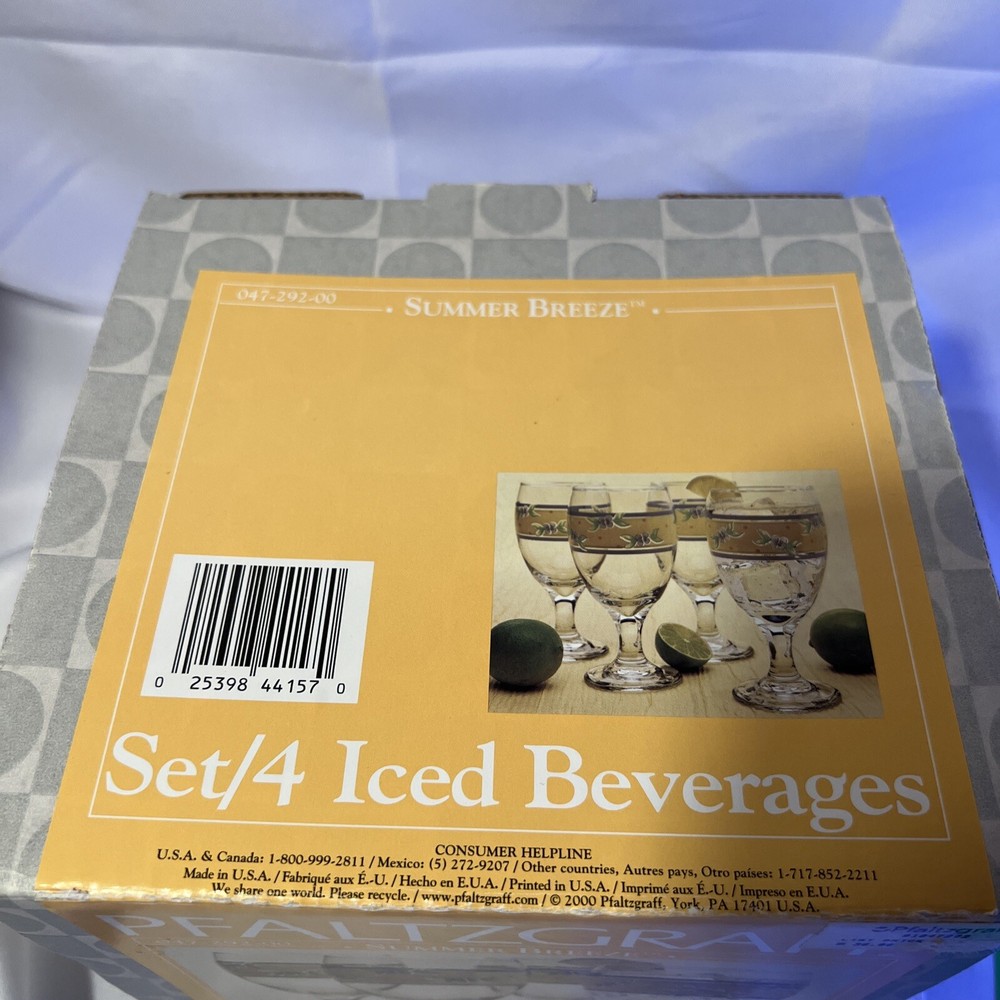 047-292-00
· SUMMER BREEZE™ ·
0 25398 44157 0
Set/4 Iced Beverages
CONSUMER HELPLINE
U.S.A. & Canada: 1-800-999-2811 / Mexico: (5) 272-9207 / Other countries, Autres pays, Otro países: 1-717-852-2211
Made in U.S.A. / Fabriqué aux É.-U. / Hecho en E.U.A. / Printed in U.S.A. / Imprimé aux É.-U. / Impreso en E.U.A.
We share one world. Please recycle. / www.pfaltzgraff.com / © 2000 Pfaltzgraff, York, PA 17401 U.S.A.
PFALTZGRA
SUMMER BREEZE
Pfaltzgraf